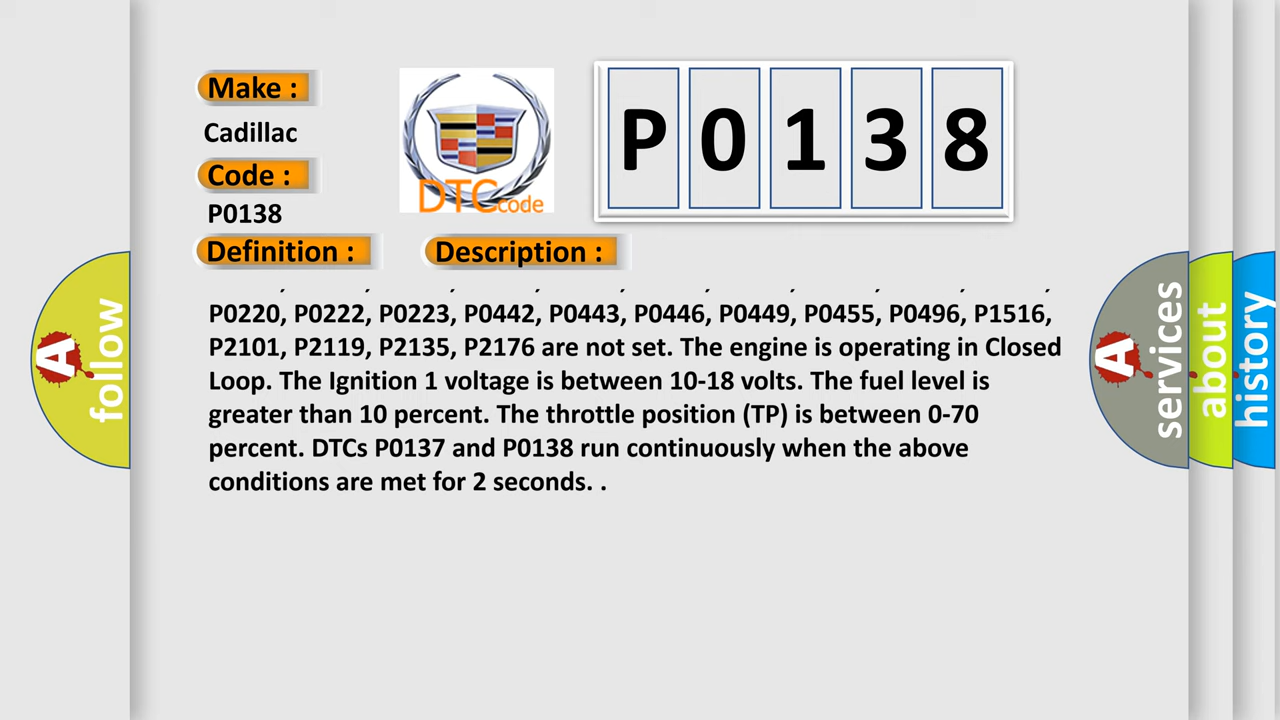 Make :
Cadillac
Code :
P0138
Definition :
Description :
DTC code
P 0 1 3 8
P0220, P0222, P0223, P0442, P0443, P0446, P0449, P0455, P0496, P1516,
P2101, P2119, P2135, P2176 are not set. The engine is operating in Closed
Loop. The Ignition 1 voltage is between 10-18 volts. The fuel level is
greater than 10 percent. The throttle position (TP) is between 0-70
percent. DTCs P0137 and P0138 run continuously when the above
conditions are met for 2 seconds. .
A follow
A services
about
history